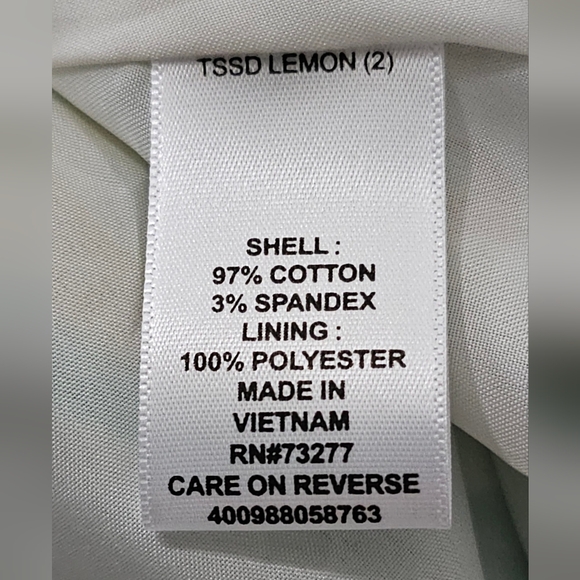 TSSD LEMON (2)
SHELL :
97% COTTON
3% SPANDEX
LINING :
100% POLYESTER
MADE IN
VIETNAM
RN#73277
CARE ON REVERSE
400988058763